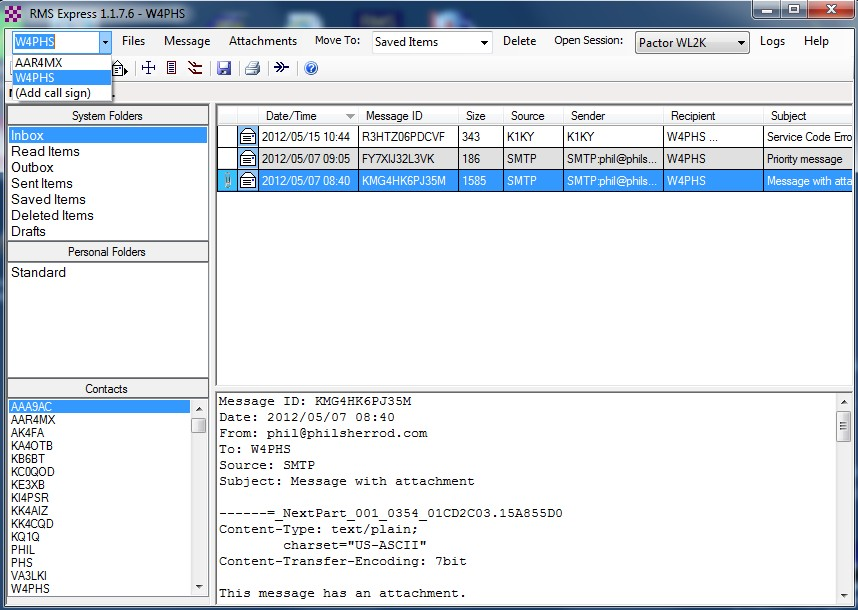 RMS Express 1.1.7.6 - W4PHS
W4PHS Files Message Attachments Move To: Saved Items Delete Open Session: Pactor WL2K Logs Help
AAR4MX
W4PHS
(Add call sign)
System Folders
Inbox
Read Items
Outbox
Sent Items
Saved Items
Deleted Items
Drafts
Personal Folders
Standard
Contacts
AAA9AC
AAR4MX
AK4FA
KA4OTB
KB6BT
KC0QOD
KE3XB
KI4PSR
KK4AIZ
KK4CQD
KQ1Q
PHIL
PHS
VA3LKI
W4PHS
Date/Time Message ID Size Source Sender Recipient Subject
2012/05/15 10:44 R3HTZ06PDCVF 343 K1KY K1KY W4PHS ... Service Code Erro
2012/05/07 09:05 FY7XIJ32L3VK 186 SMTP SMTP:phil@phils... W4PHS Priority message
2012/05/07 08:40 KMG4HK6PJ35M 1585 SMTP SMTP:phil@phils... W4PHS Message with atta
Message ID: KMG4HK6PJ35M
Date: 2012/05/07 08:40
From: phil@philsherrod.com
To: W4PHS
Source: SMTP
Subject: Message with attachment
------=_NextPart_001_0354_01CD2C03.15A855D0
Content-Type: text/plain;
charset="US-ASCII"
Content-Transfer-Encoding: 7bit
This message has an attachment.